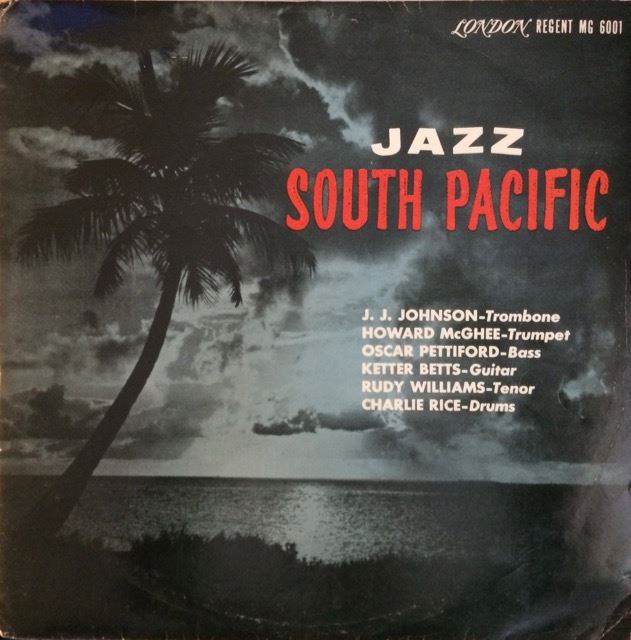 LONDON REGENT MG 6001
JAZZ
SOUTH PACIFIC
J. J. JOHNSON-Trombone
HOWARD McGHEE-Trumpet
OSCAR PETTIFORD-Bass
KETTER BETTS-Guitar
RUDY WILLIAMS-Tenor
CHARLIE RICE-Drums